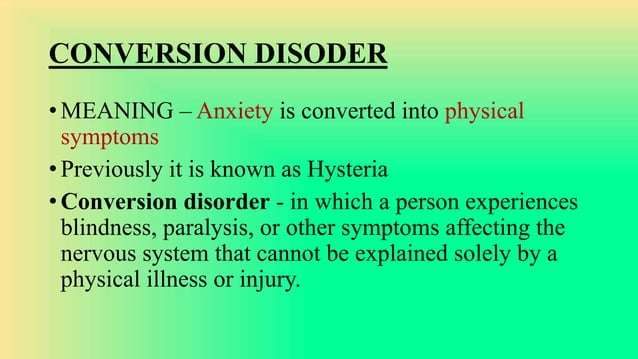 CONVERSION DISODER
• MEANING – Anxiety is converted into physical
symptoms
• Previously it is known as Hysteria
• Conversion disorder - in which a person experiences
blindness, paralysis, or other symptoms affecting the
nervous system that cannot be explained solely by a
physical illness or injury.